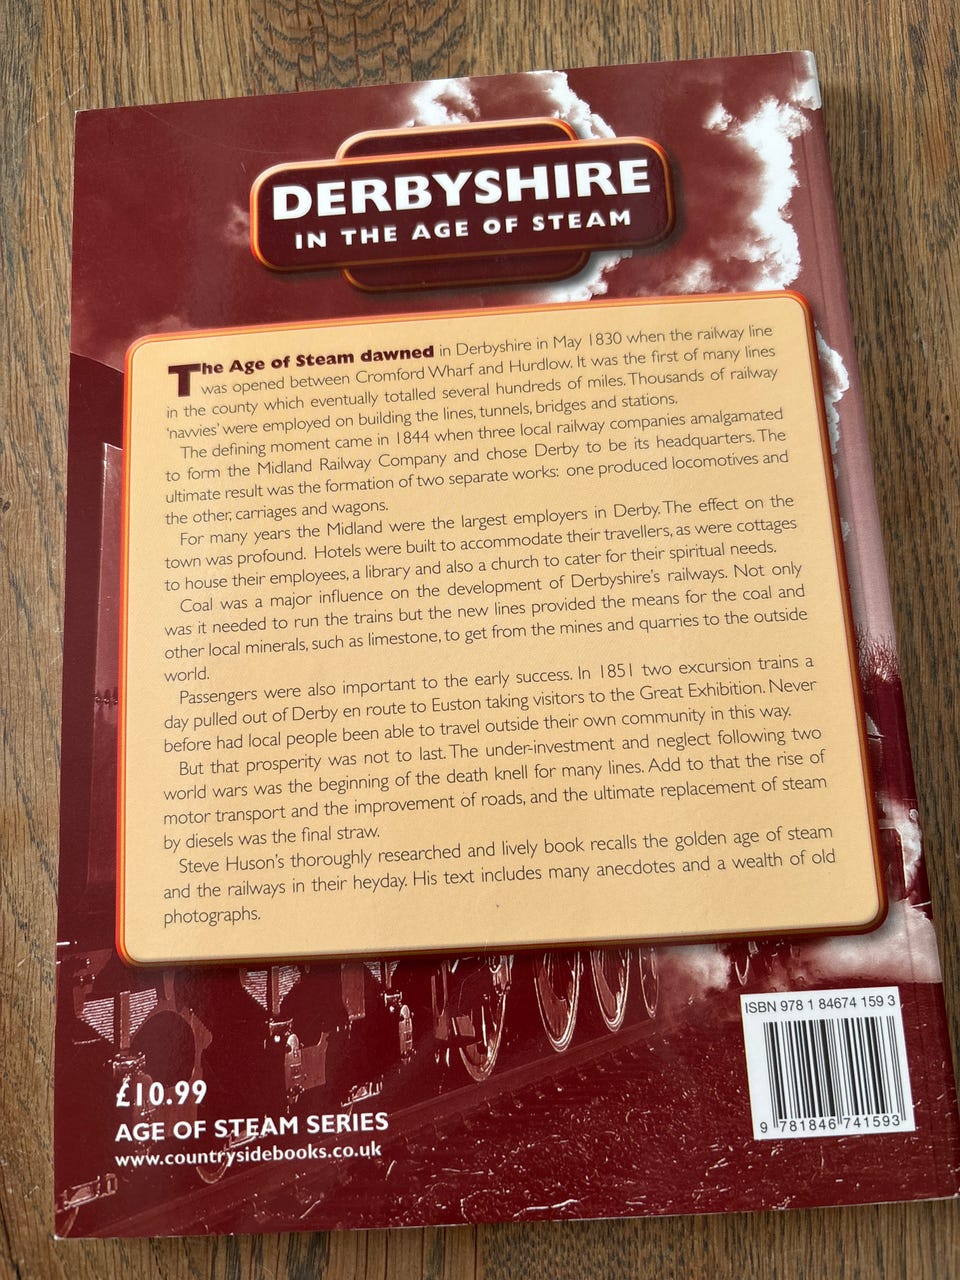 DERBYSHIRE
IN THE AGE OF STEAM
The Age of Steam dawned in Derbyshire in May 1830 when the railway line
was opened between Cromford Wharf and Hurdlow. It was the first of many lines
in the county which eventually totalled several hundreds of miles. Thousands of railway
'navvies' were employed on building the lines, tunnels, bridges and stations.
The defining moment came in 1844 when three local railway companies amalgamated
to form the Midland Railway Company and chose Derby to be its headquarters. The
ultimate result was the formation of two separate works: one produced locomotives and
the other, carriages and wagons.
For many years the Midland were the largest employers in Derby. The effect on the
town was profound. Hotels were built to accommodate their travellers, as were cottages
to house their employees, a library and also a church to cater for their spiritual needs.
Coal was a major influence on the development of Derbyshire's railways. Not only
was it needed to run the trains but the new lines provided the means for the coal and
other local minerals, such as limestone, to get from the mines and quarries to the outside
world.
Passengers were also important to the early success. In 1851 two excursion trains a
day pulled out of Derby en route to Euston taking visitors to the Great Exhibition. Never
before had local people been able to travel outside their own community in this way.
But that prosperity was not to last. The under-investment and neglect following two
world wars was the beginning of the death knell for many lines. Add to that the rise of
motor transport and the improvement of roads, and the ultimate replacement of steam
by diesels was the final straw.
Steve Huson's thoroughly researched and lively book recalls the golden age of steam
and the railways in their heyday. His text includes many anecdotes and a wealth of old
photographs.
ISBN 978 1 84674 159 3
9 781846 741593
£10.99
AGE OF STEAM SERIES
www.countrysidebooks.co.uk